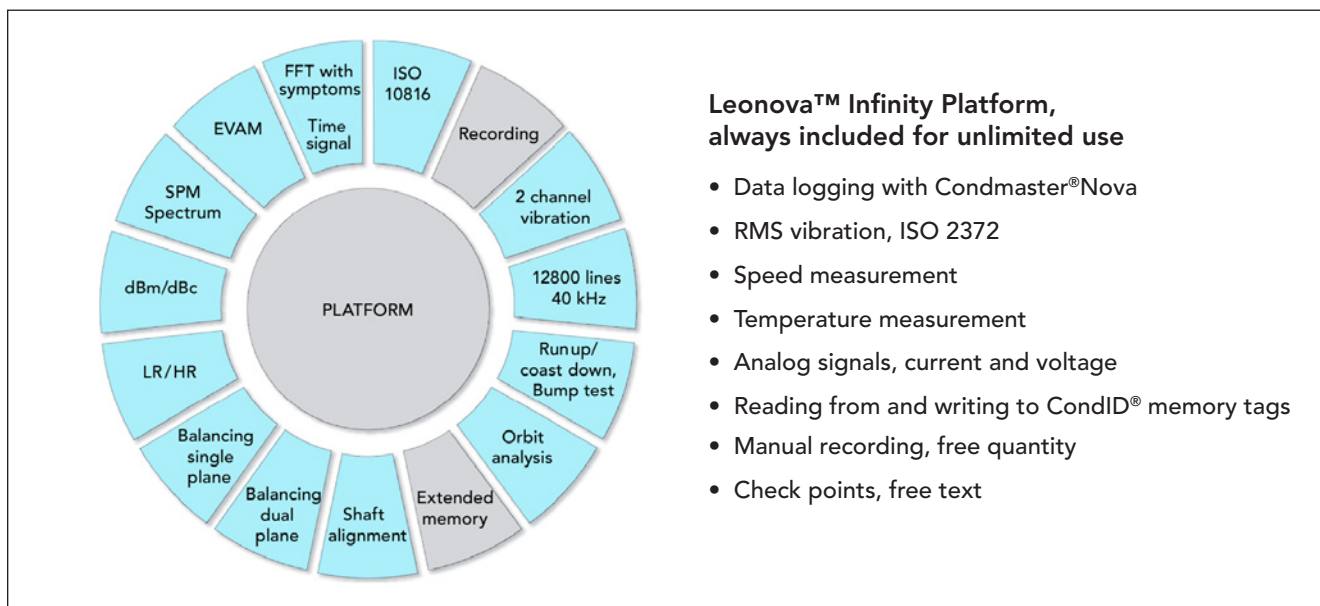 FFT with
symptoms
Time
signal
ISO
10816
Recording
2 channel
vibration
12800 lines
40 kHz
Run up/
coast down,
Bump test
Orbit
analysis
Extended
memory
Shaft
alignment
Balancing
dual
plane
Balancing
single
plane
LR/HR
dBm/dBc
SPM
Spectrum
EVAM
PLATFORM
Leonova™ Infinity Platform,
always included for unlimited use
• Data logging with Condmaster®Nova
• RMS vibration, ISO 2372
• Speed measurement
• Temperature measurement
• Analog signals, current and voltage
• Reading from and writing to CondID® memory tags
• Manual recording, free quantity
• Check points, free text